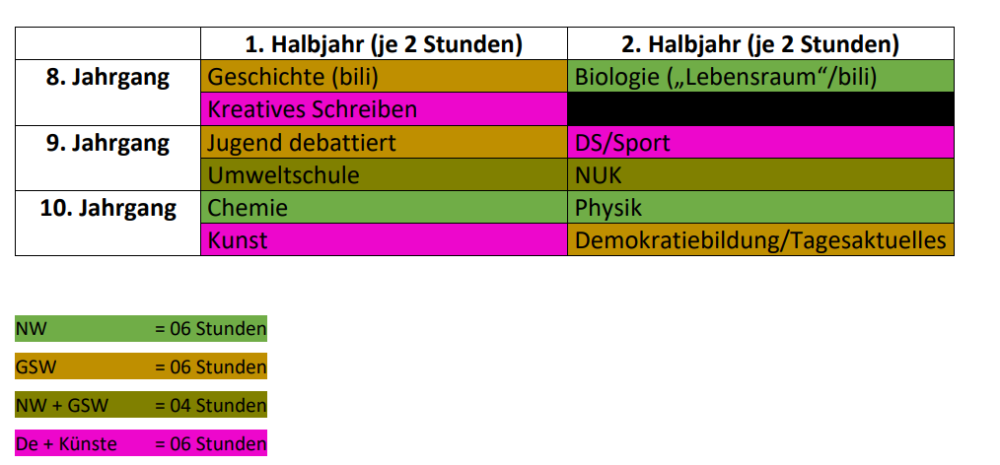 1. Halbjahr (je 2 Stunden) 2. Halbjahr (je 2 Stunden)
8. Jahrgang Geschichte (bili) Biologie („Lebensraum“/bili)
Kreatives Schreiben
9. Jahrgang Jugend debattiert DS/Sport
Umweltschule NUK
10. Jahrgang Chemie Physik
Kunst Demokratiebildung/Tagesaktuelles
NW = 06 Stunden
GSW = 06 Stunden
NW + GSW = 04 Stunden
De + Künste = 06 Stunden